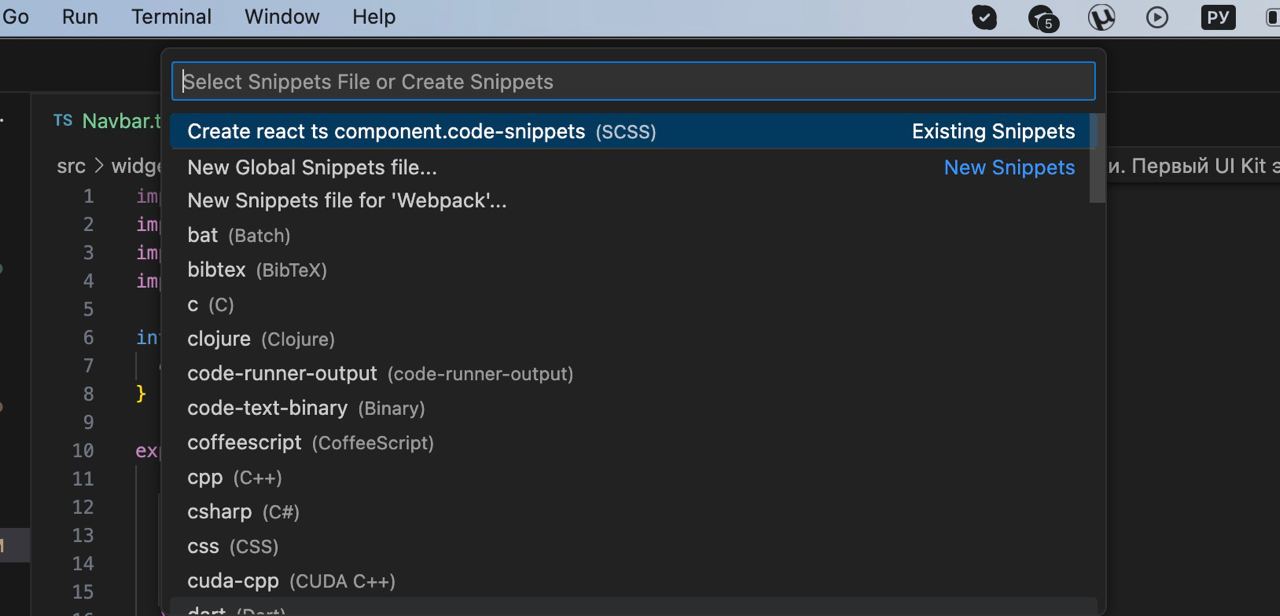 Go Run Terminal Window Help 5 РУ
Select Snippets File or Create Snippets
TS Navbar.t
Create react ts component.code-snippets (SCSS) Existing Snippets
src > widge
и. Первый UI Kit э
New Global Snippets file... New Snippets
1 imp
New Snippets file for 'Webpack'...
2 imp
bat (Batch)
3 imp
bibtex (BibTeX)
4 imp
c (C)
5
clojure (Clojure)
6 int
7
code-runner-output (code-runner-output)
8 }
code-text-binary (Binary)
9
coffeescript (CoffeeScript)
10 exp
cpp (C++)
11
csharp (C#)
12
13
css (CSS)
14
cuda-cpp (CUDA C++)
15
dart (Dart)
16